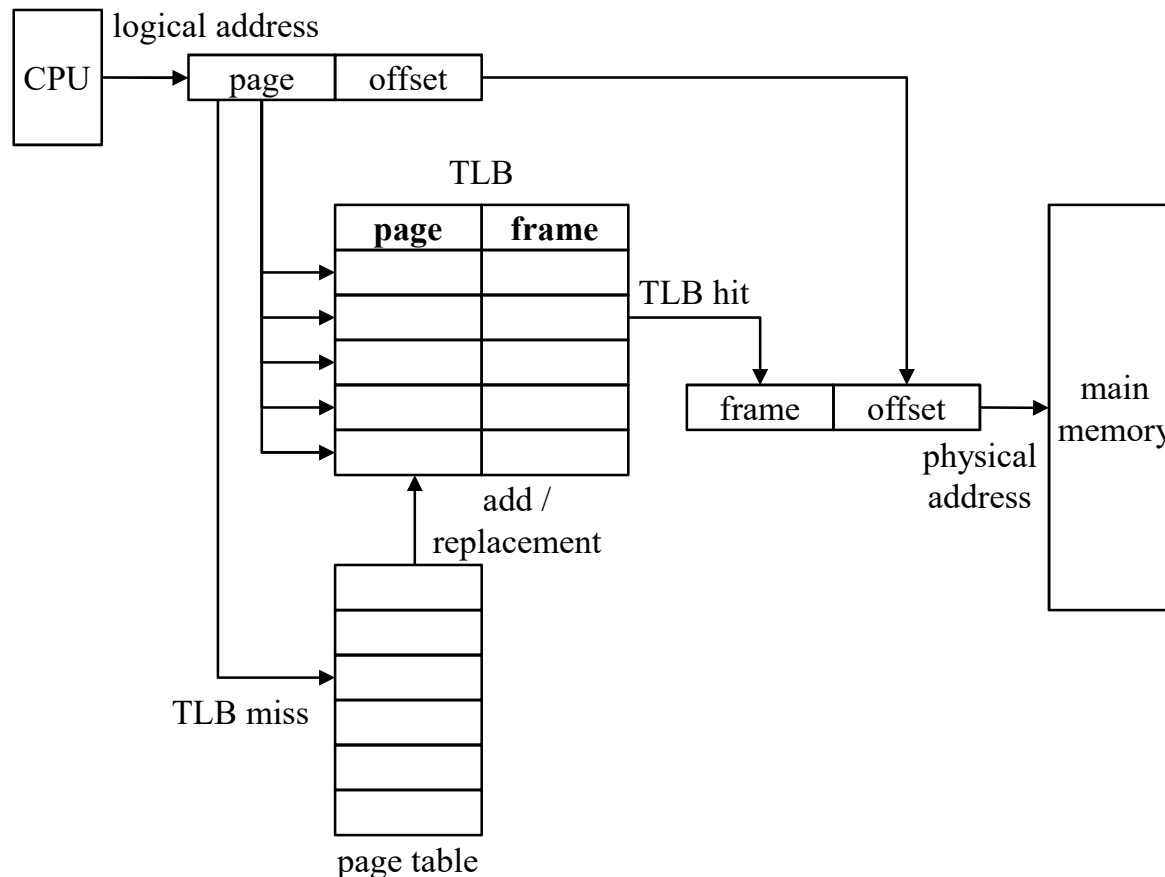 logical address
CPU
page
offset
TLB
page
frame
TLB hit
frame
offset
main
memory
physical
address
add /
replacement
TLB miss
page table